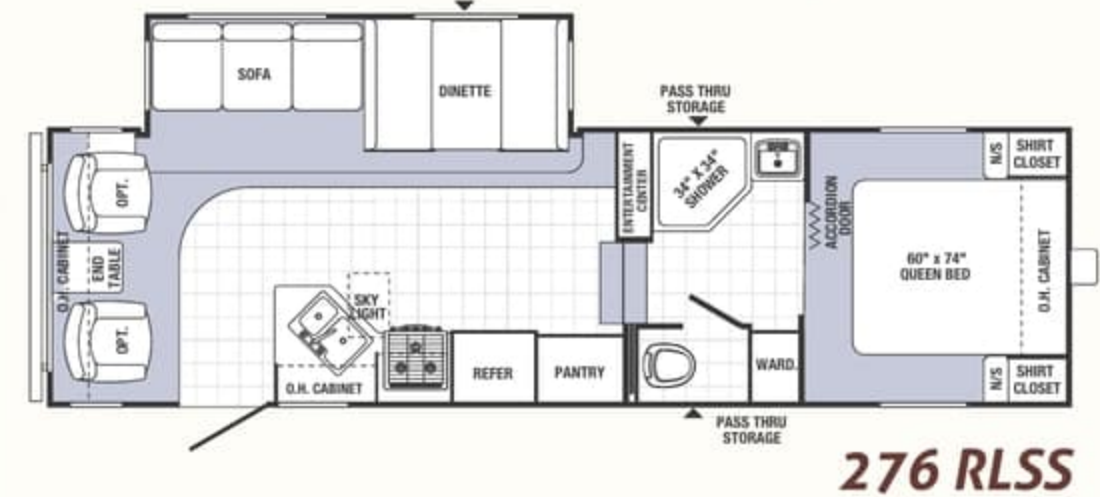 SOFA
DINETTE
PASS THRU
STORAGE
OPT.
ENTERTAINMENT
CENTER
34" X 34"
SHOWER
ACCORDION
DOOR
N/S
SHIRT
CLOSET
O.H. CABINET
END
TABLE
60" x 74"
QUEEN BED
O.H. CABINET
SKY
LIGHT
OPT.
O.H. CABINET
REFER
PANTRY
WARD.
N/S
SHIRT
CLOSET
PASS THRU
STORAGE
276 RLSS